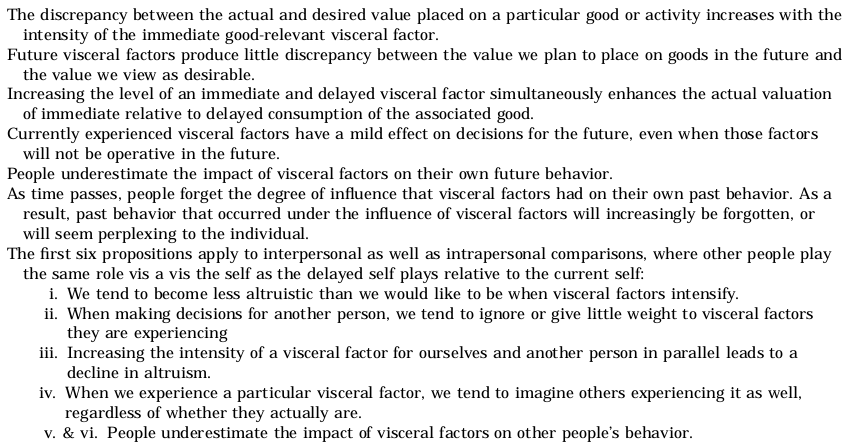 The discrepancy between the actual and desired value placed on a particular good or activity increases with the
intensity of the immediate good-relevant visceral factor.
Future visceral factors produce little discrepancy between the value we plan to place on goods in the future and
the value we view as desirable.
Increasing the level of an immediate and delayed visceral factor simultaneously enhances the actual valuation
of immediate relative to delayed consumption of the associated good.
Currently experienced visceral factors have a mild effect on decisions for the future, even when those factors
will not be operative in the future.
People underestimate the impact of visceral factors on their own future behavior.
As time passes, people forget the degree of influence that visceral factors had on their own past behavior. As a
result, past behavior that occurred under the influence of visceral factors will increasingly be forgotten, or
will seem perplexing to the individual.
The first six propositions apply to interpersonal as well as intrapersonal comparisons, where other people play
the same role vis a vis the self as the delayed self plays relative to the current self:
i. We tend to become less altruistic than we would like to be when visceral factors intensify.
ii. When making decisions for another person, we tend to ignore or give little weight to visceral factors
they are experiencing
iii. Increasing the intensity of a visceral factor for ourselves and another person in parallel leads to a
decline in altruism.
iv. When we experience a particular visceral factor, we tend to imagine others experiencing it as well,
regardless of whether they actually are.
v. & vi. People underestimate the impact of visceral factors on other people's behavior.